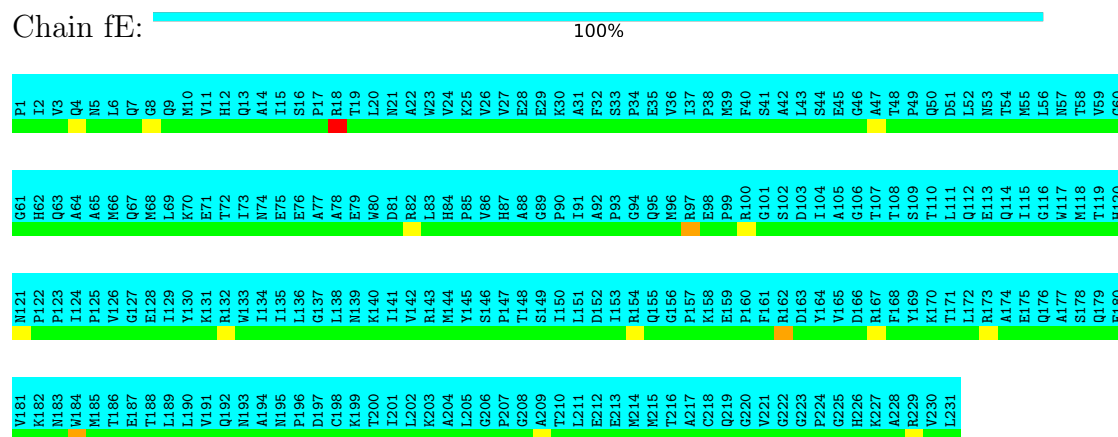 Chain fE:
100%
P1 I2 V3 Q4 N5 L6 Q7 G8 Q9 M10 V11 H12 Q13 A14 I15 S16 P17 R18 T19 L20 N21 A22 W23 V24 K25 V26 V27 E28 E29 K30 A31 F32 S33 P34 E35 V36 I37 P38 M39 F40 S41 A42 L43 S44 E45 G46 A47 T48 P49 Q50 D51 L52 N53 T54 M55 L56 N57 T58 V59 G60
G61 H62 Q63 A64 A65 M66 Q67 M68 L69 K70 E71 T72 I73 N74 E75 E76 A77 A78 E79 W80 D81 R82 L83 H84 P85 V86 H87 A88 G89 P90 I91 A92 P93 G94 Q95 M96 R97 E98 P99 R100 G101 S102 D103 I104 A105 G106 T107 T108 S109 T110 L111 Q112 E113 Q114 I115 G116 W117 M118 T119 H120
N121 P122 P123 I124 P125 V126 G127 E128 I129 Y130 K131 R132 W133 I134 I135 L136 G137 L138 N139 K140 I141 V142 R143 M144 Y145 S146 P147 T148 S149 I150 L151 D152 I153 R154 Q155 G156 P157 K158 E159 P160 F161 R162 D163 Y164 V165 D166 R167 F168 Y169 K170 T171 L172 R173 A174 E175 Q176 A177 S178 Q179 E180
V181 K182 N183 W184 M185 T186 E187 T188 L189 L190 V191 Q192 N193 A194 N195 P196 D197 C198 K199 T200 I201 L202 K203 A204 L205 G206 P207 G208 A209 T210 L211 E212 E213 M214 M215 T216 A217 C218 Q219 G220 V221 G222 G223 P224 G225 H226 K227 A228 R229 V230 L231